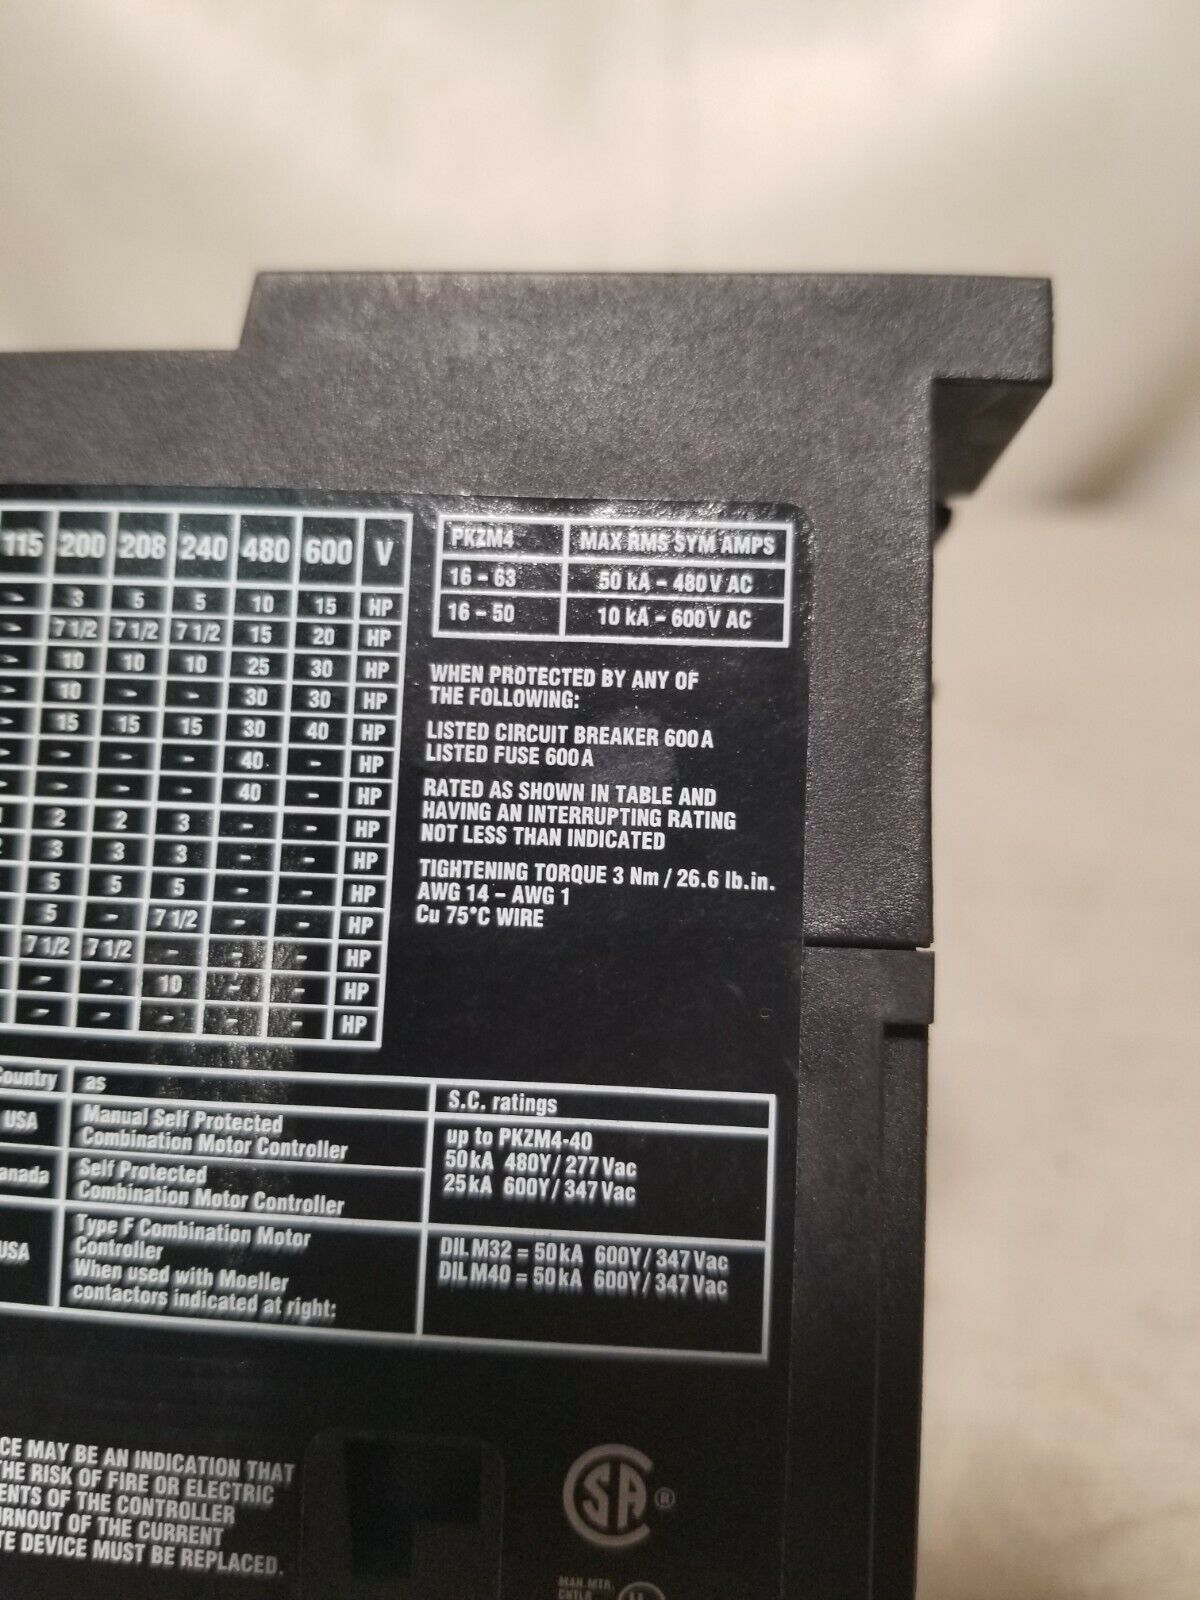 115 200 208 240 480 600 V
- 3 5 5 10 15 HP
- 7 1/2 7 1/2 7 1/2 15 20 HP
- 10 10 10 25 30 HP
- 10 - - 30 30 HP
- 15 15 15 30 40 HP
- - - - 40 - HP
- - - - 40 - HP
2 2 3 - - HP
3 3 3 - - HP
5 5 5 - - HP
5 - 7 1/2 - - HP
7 1/2 7 1/2 - - - HP
- - 10 - - HP
- - - - - HP
PKZM4 MAX RMS SYM AMPS
16 - 63 50 kA - 480 V AC
16 - 50 10 kA - 600 V AC
WHEN PROTECTED BY ANY OF
THE FOLLOWING:
LISTED CIRCUIT BREAKER 600 A
LISTED FUSE 600 A
RATED AS SHOWN IN TABLE AND
HAVING AN INTERRUPTING RATING
NOT LESS THAN INDICATED
TIGHTENING TORQUE 3 Nm / 26.6 lb.in.
AWG 14 - AWG 1
Cu 75°C WIRE
Country as S.C. ratings
USA Manual Self Protected
Combination Motor Controller
anada Self Protected
Combination Motor Controller
up to PKZM4-40
50 kA 480Y/277 Vac
25 kA 600Y/347 Vac
USA Type F Combination Motor
Controller
When used with Moeller
contactors indicated at right:
DIL M32 = 50 kA 600Y/347 Vac
DIL M40 = 50 kA 600Y/347 Vac
CE MAY BE AN INDICATION THAT
HE RISK OF FIRE OR ELECTRIC
ENTS OF THE CONTROLLER
RNOUT OF THE CURRENT
TE DEVICE MUST BE REPLACED.
SA ®
MAN. MTR.
CNTLR